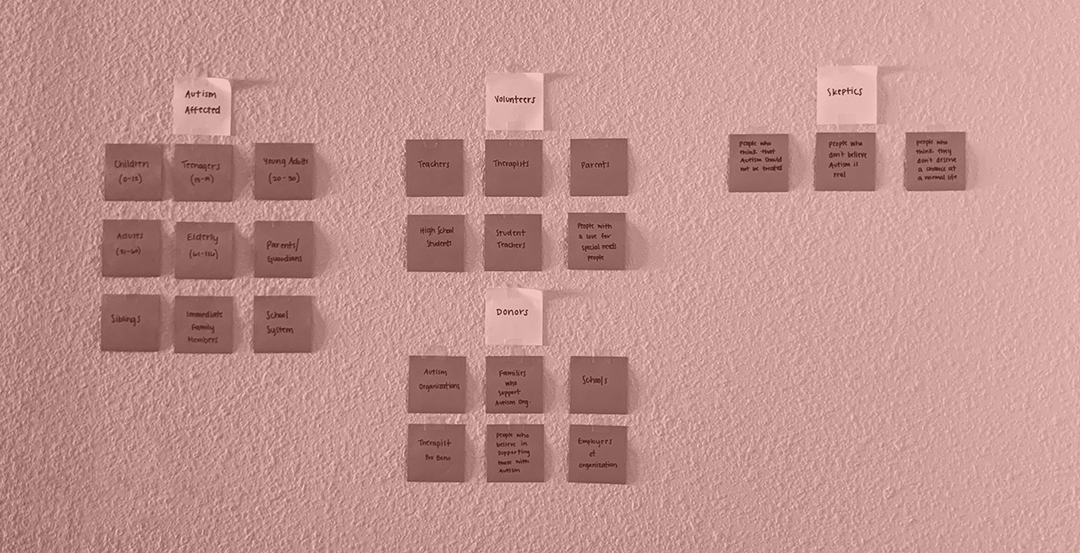 Autism
Affected
Children
(0-12)
Teenagers
(13-19)
Young Adults
(20-30)
Adults
(31-60)
Elderly
Parents/
Guardians
Siblings
Immediate
Family
Members
School
System
Volunteers
Teachers
Therapists
Parents
High School
Students
Student
Teachers
People with
a love for
special needs
people
Donors
Autism
Organizations
Families
who
support
Autism Org.
Schools
Therapist
Pro Bono
People who
believe in
supporting
those with
autism
Employees
of
organization
Skeptics
People who
think that
Autism should
not be treated
People who
don't believe
Autism is
real
People who
think they
don't deserve
a chance at
a normal life